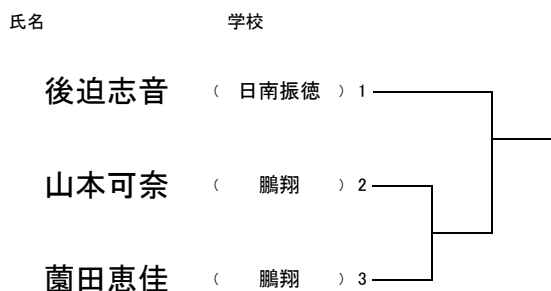 氏名 学校
後迫志音 ( 日南振徳 ) 1
山本可奈 ( 鵬翔 ) 2
薗田恵佳 ( 鵬翔 ) 3